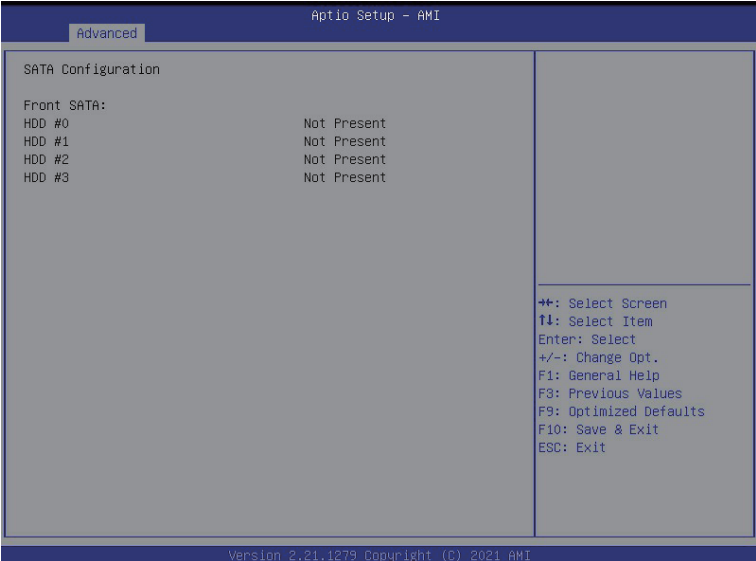 Aptio Setup – AMI
Advanced
SATA Configuration
Front SATA:
HDD #0 Not Present
HDD #1 Not Present
HDD #2 Not Present
HDD #3 Not Present
→←: Select Screen
↑↓: Select Item
Enter: Select
+/-: Change Opt.
F1: General Help
F3: Previous Values
F9: Optimized Defaults
F10: Save & Exit
ESC: Exit
Version 2.21.1279 Copyright (C) 2021 AMI